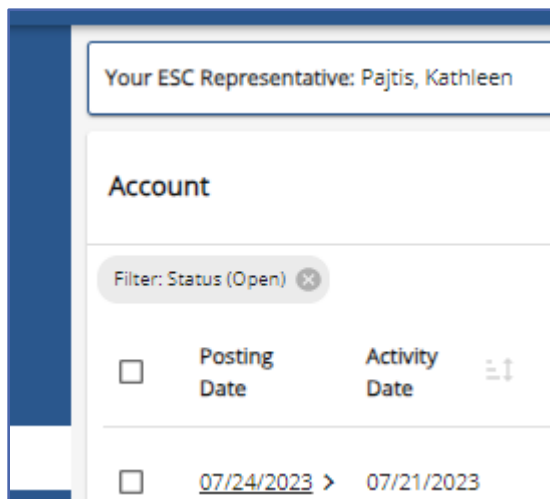 Your ESC Representative: Pajtis, Kathleen
Account
Filter: Status (Open)
Posting Date
Activity Date
07/24/2023 > 07/21/2023